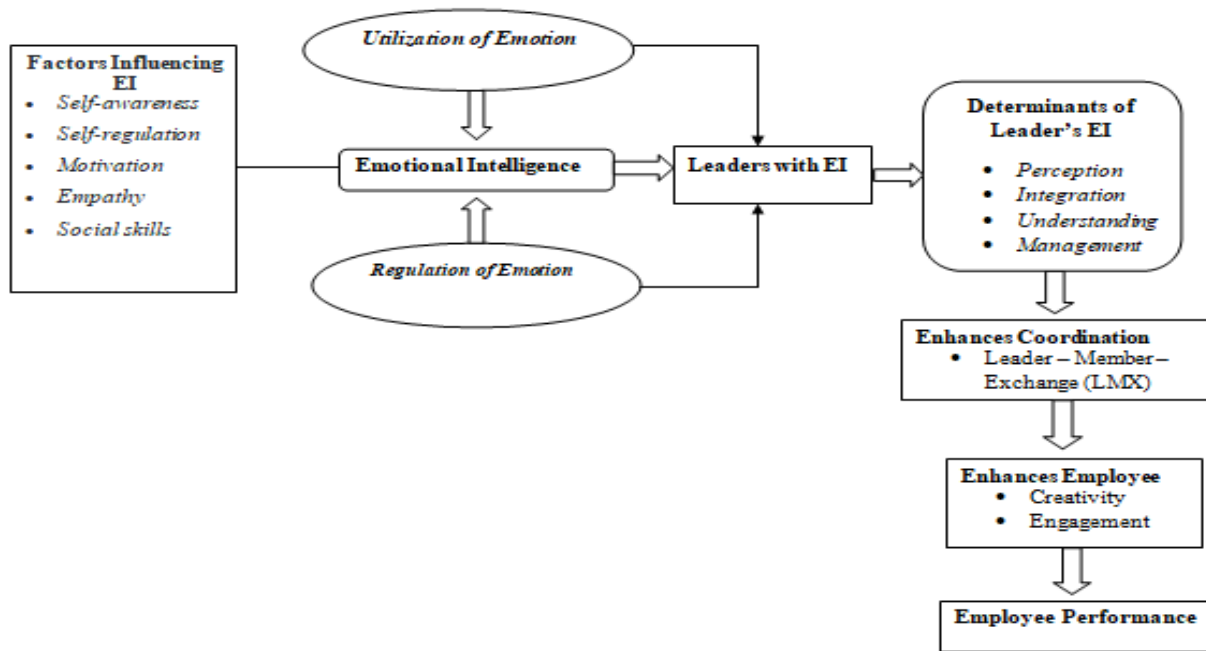 Factors Influencing
EI
• Self-awareness
• Self-regulation
• Motivation
• Empathy
• Social skills
Utilization of Emotion
Emotional Intelligence
Regulation of Emotion
Leaders with EI
Determinants of
Leader's EI
• Perception
• Integration
• Understanding
• Management
Enhances Coordination
• Leader – Member –
Exchange (LMX)
Enhances Employee
• Creativity
• Engagement
Employee Performance